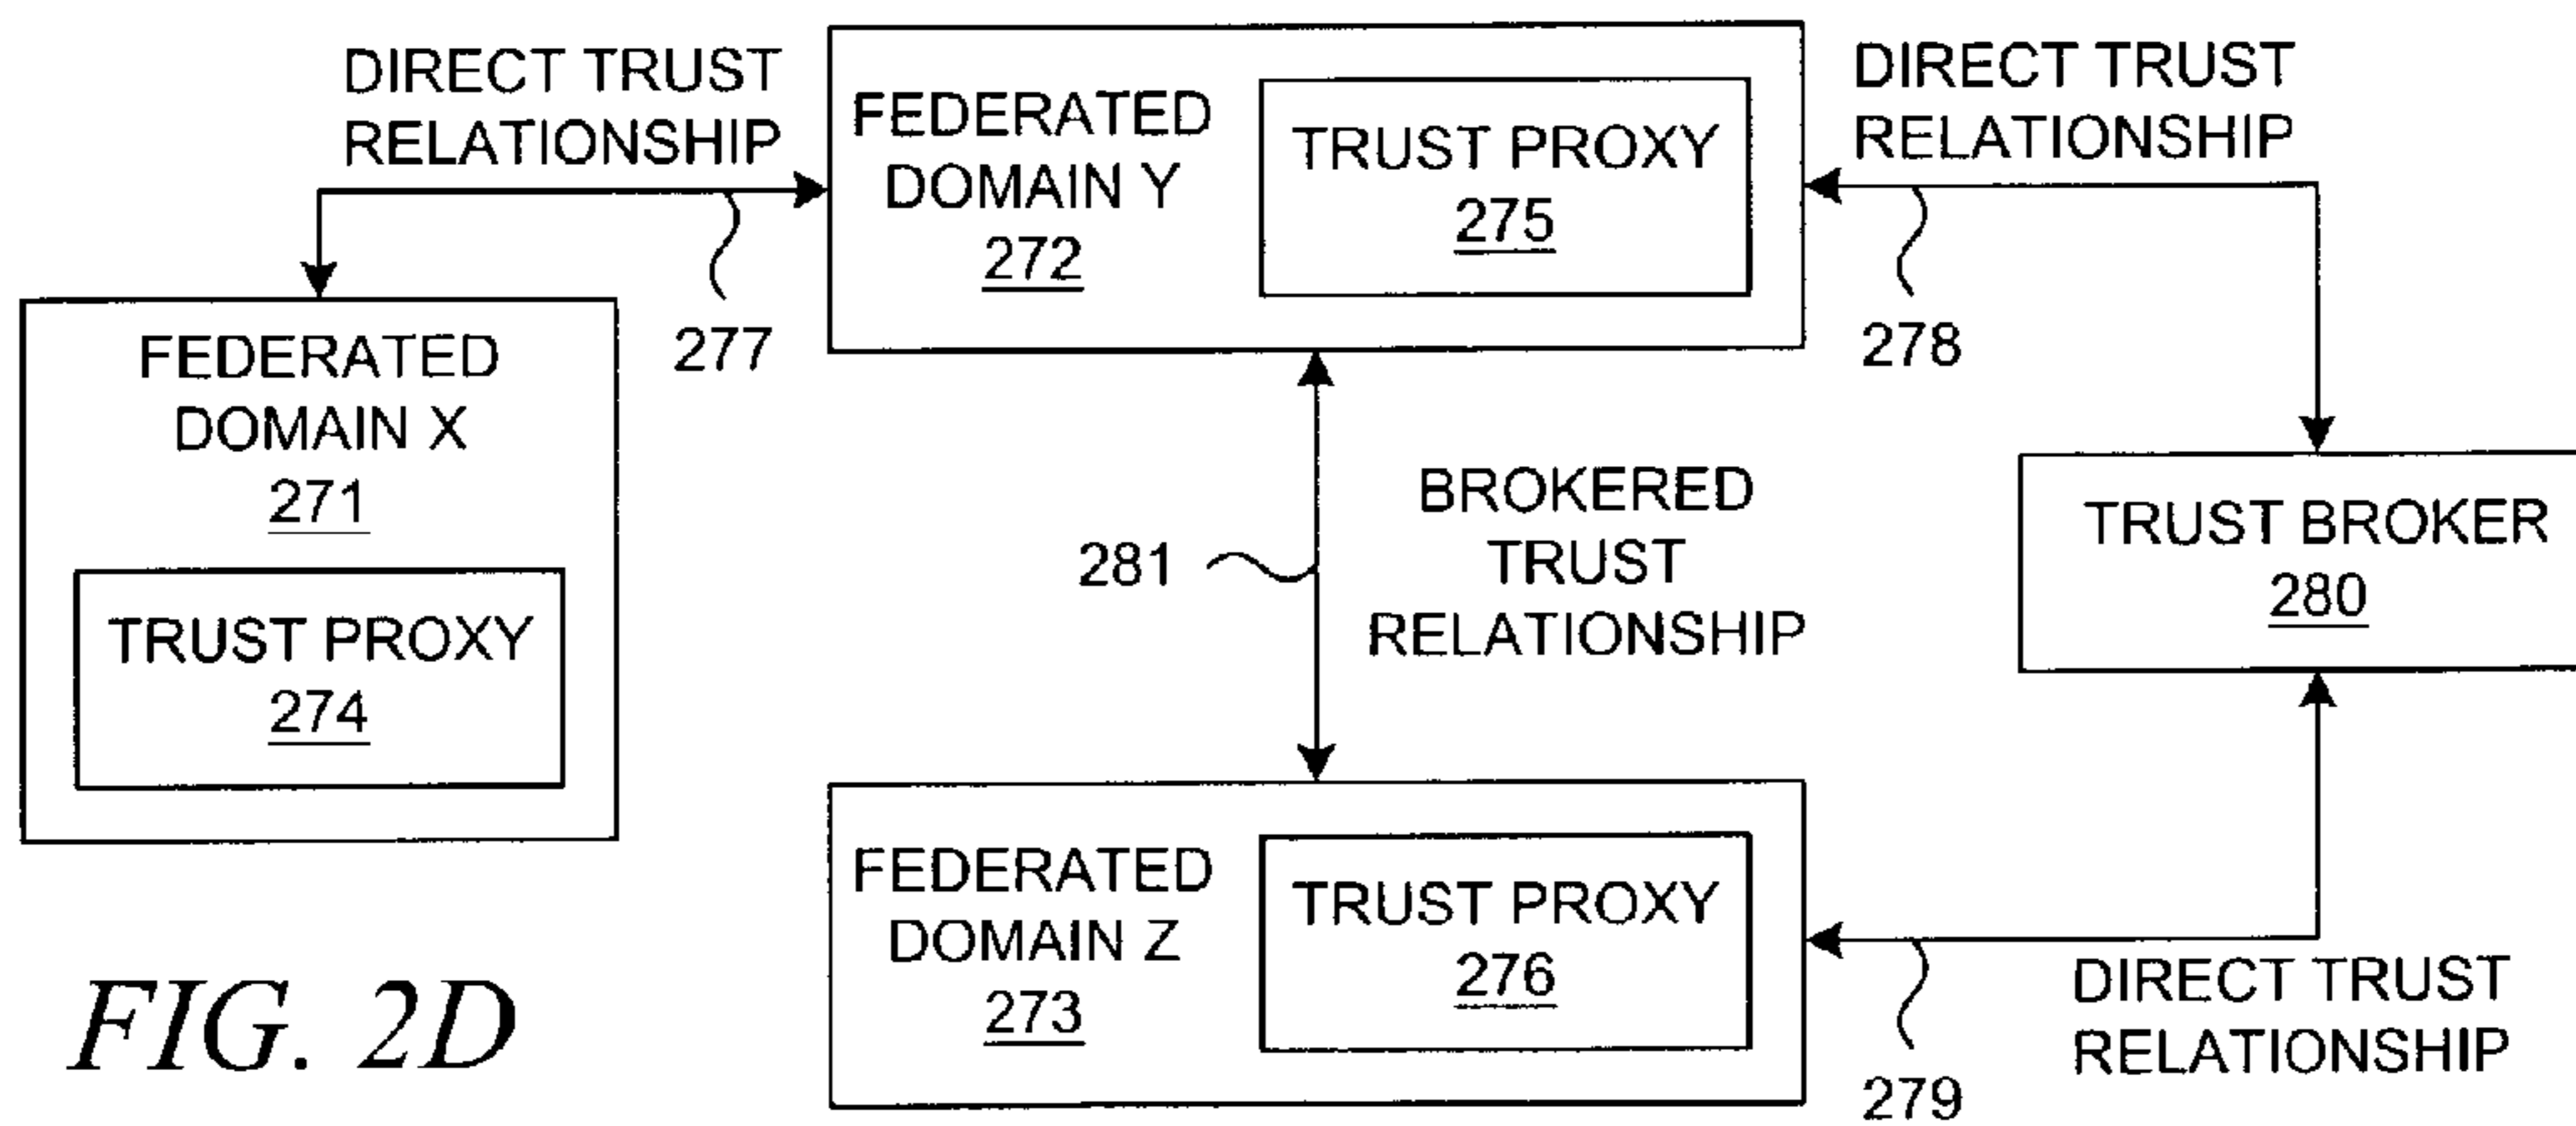 DIRECT TRUST
RELATIONSHIP
277
FEDERATED
DOMAIN Y
272
TRUST PROXY
275
DIRECT TRUST
RELATIONSHIP
278
FEDERATED
DOMAIN X
271
TRUST PROXY
274
281
BROKERED
TRUST
RELATIONSHIP
TRUST BROKER
280
FEDERATED
DOMAIN Z
273
TRUST PROXY
276
DIRECT TRUST
RELATIONSHIP
279
FIG. 2D